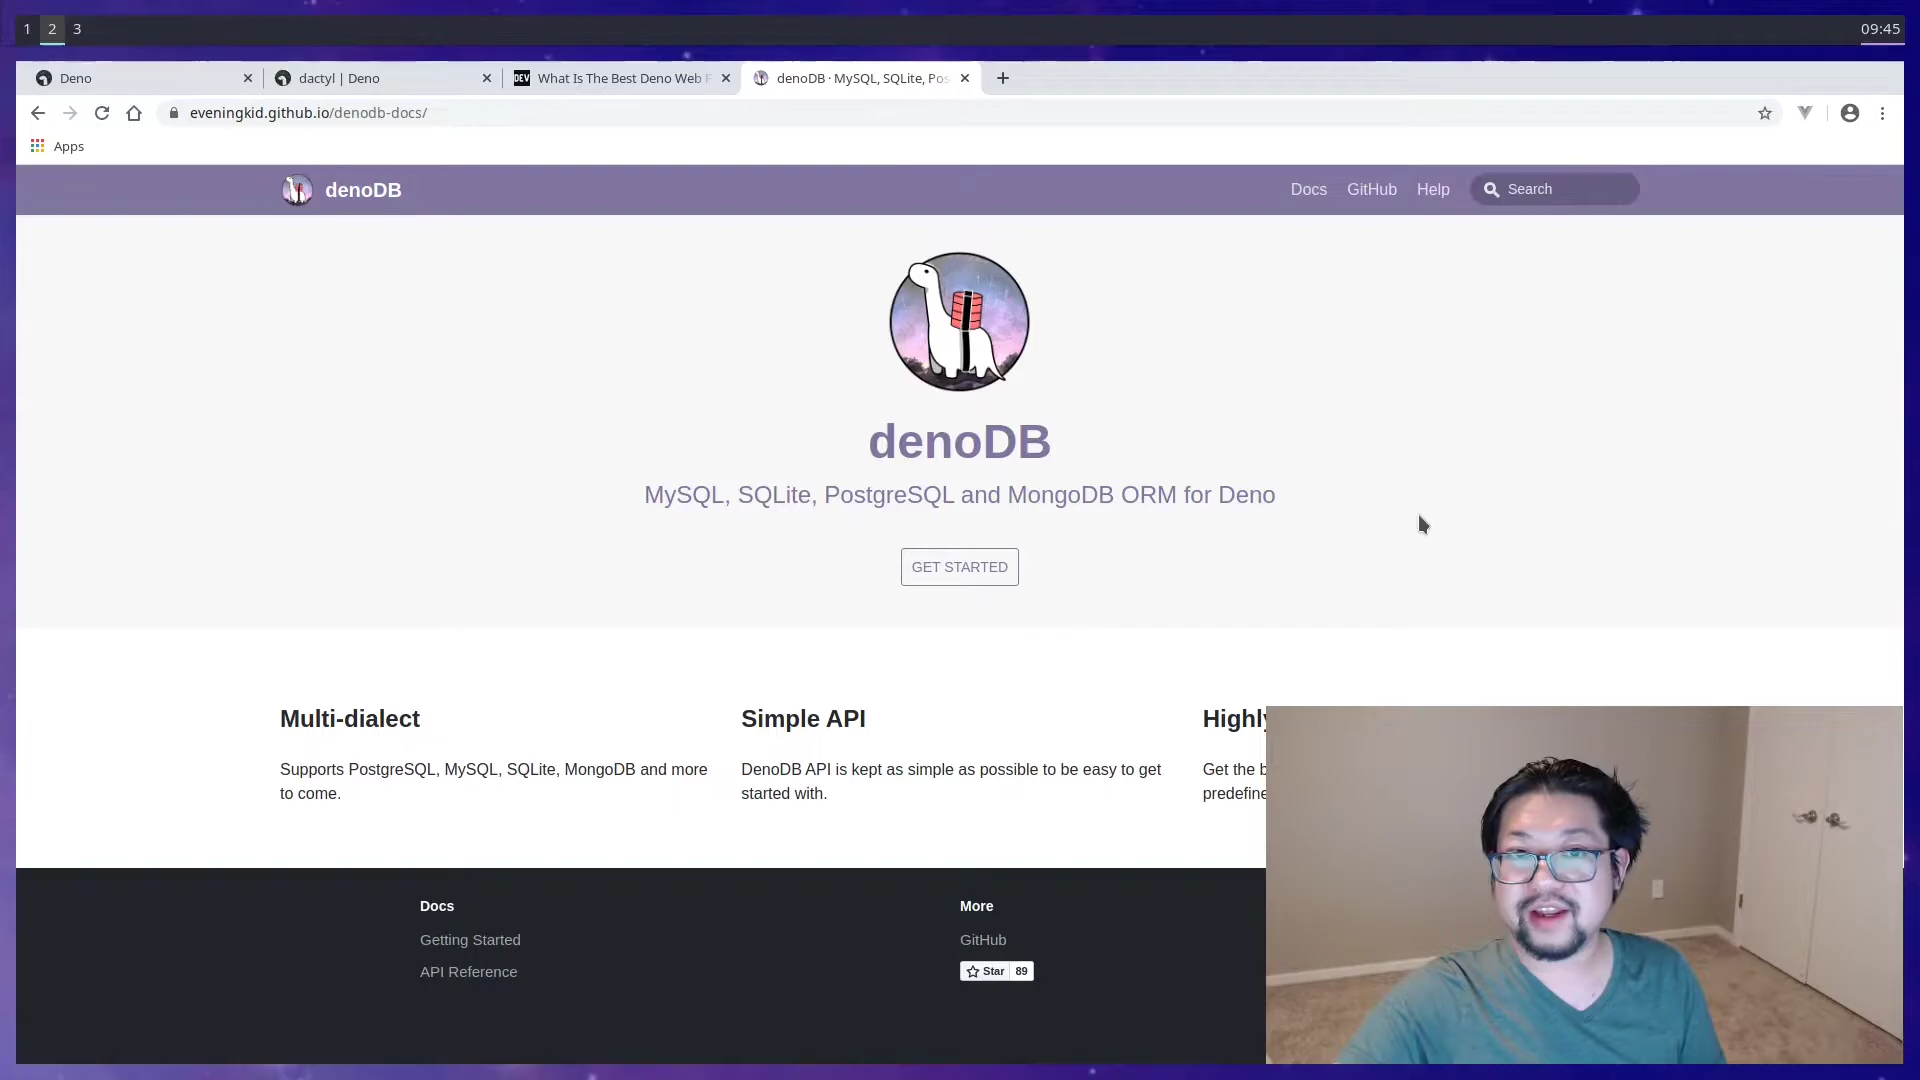 1 2 3 09:45
Deno
dactyl | Deno
DEV What Is The Best Deno Web F
denoDB · MySQL, SQLite, Pos
eveningkid.github.io/denodb-docs/
Apps
denoDB Docs GitHub Help Search
denoDB
MySQL, SQLite, PostgreSQL and MongoDB ORM for Deno
GET STARTED
Multi-dialect
Supports PostgreSQL, MySQL, SQLite, MongoDB and more
to come.
Simple API
DenoDB API is kept as simple as possible to be easy to get
started with.
Highly
Get the b
predefine
Docs
Getting Started
API Reference
More
GitHub
Star 89